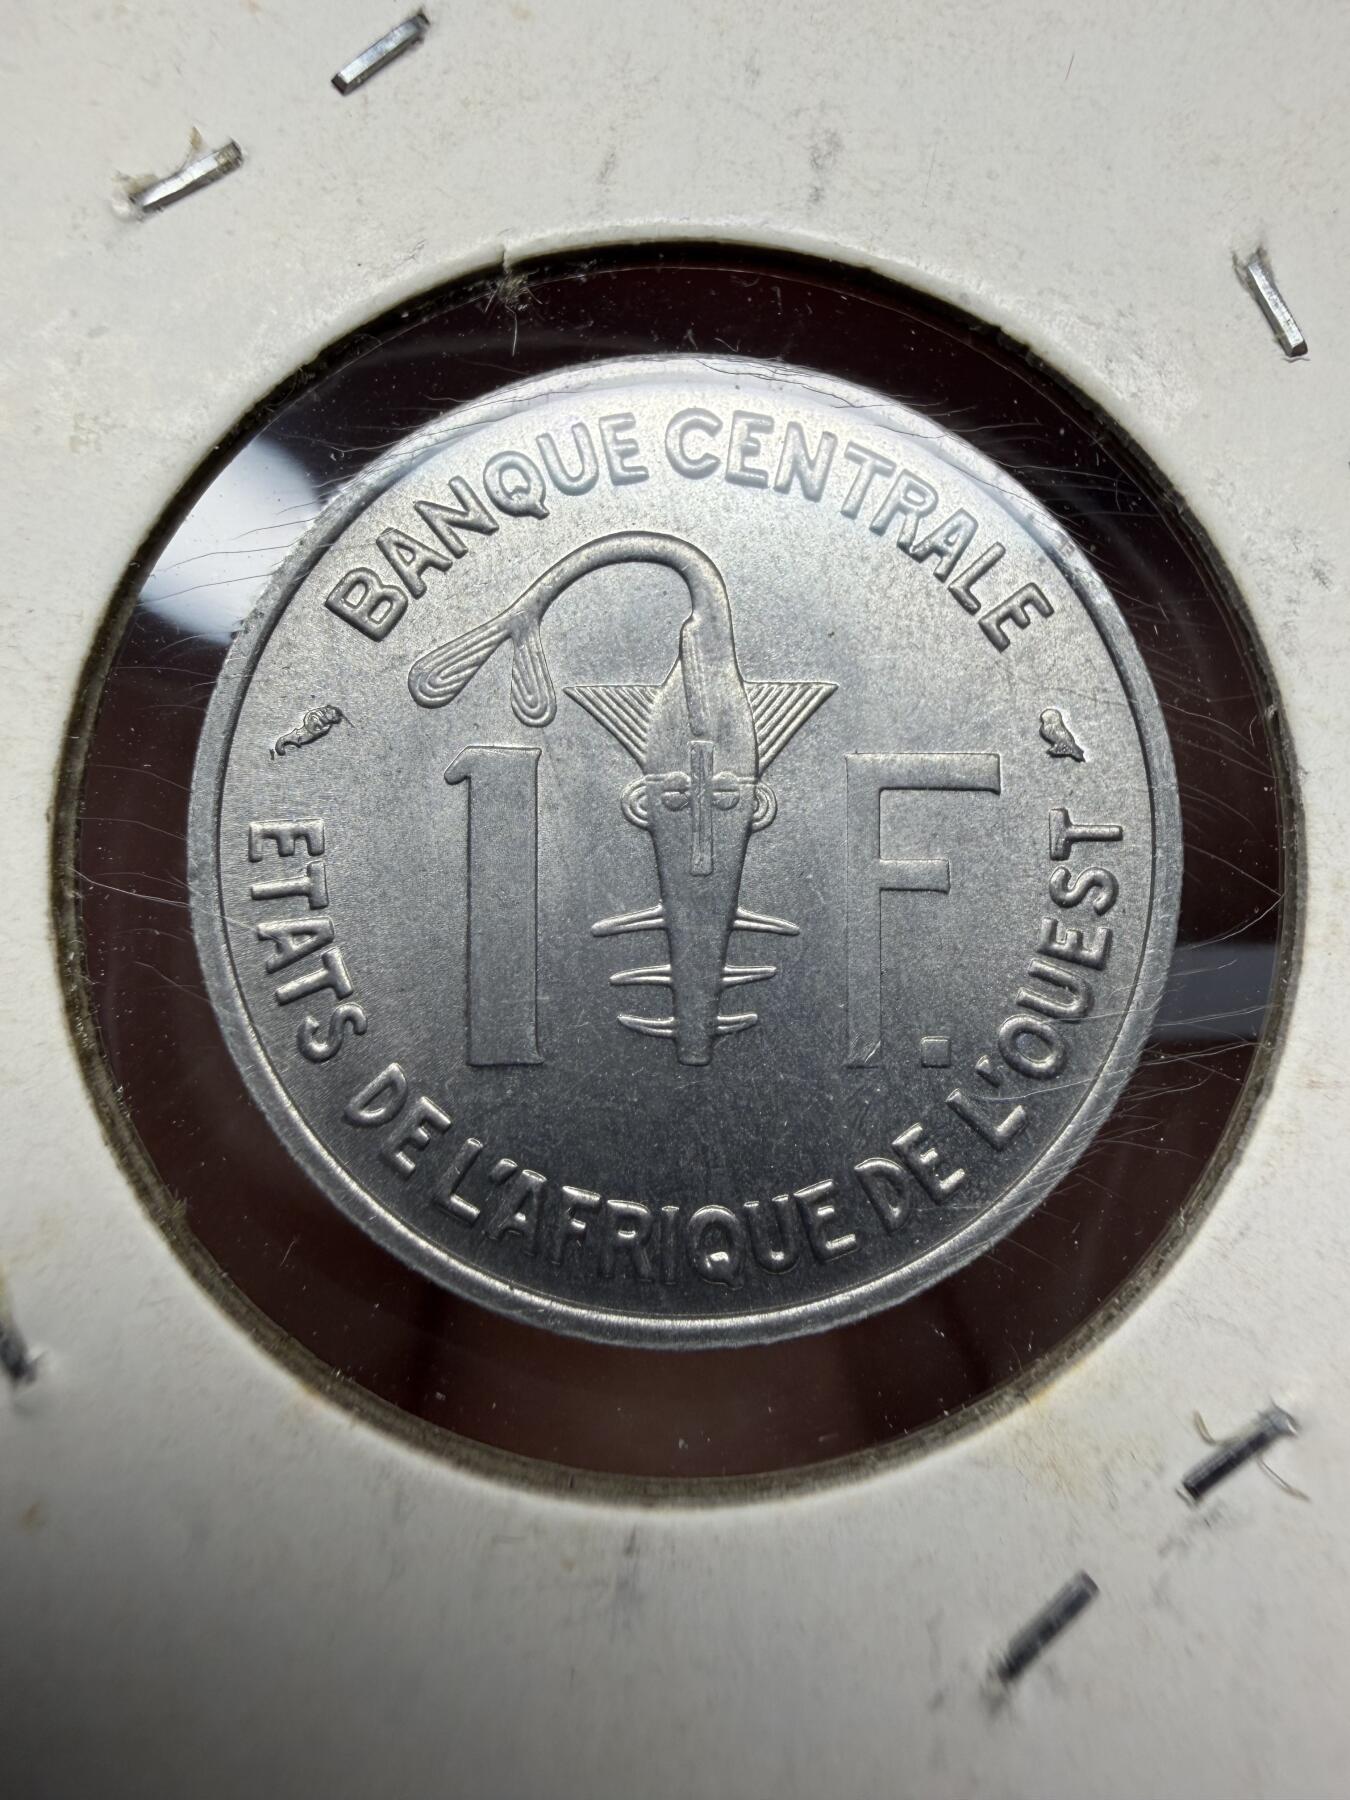 BANQUE CENTRALE
1 F.
ETATS DE L'AFRIQUE DE L'OUEST